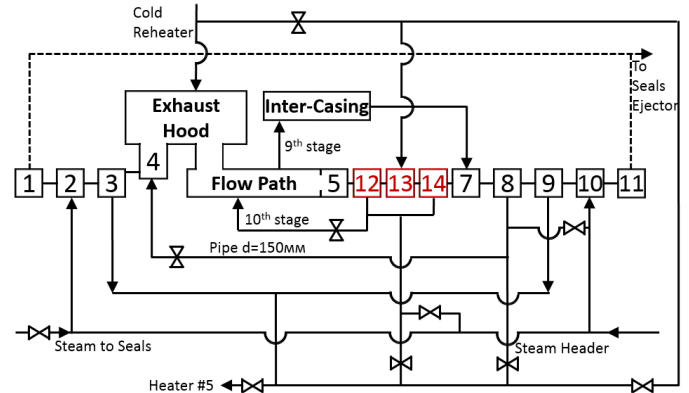 Cold
Reheater
To
Seals
Ejector
Exhaust
Hood
Inter-Casing
9th stage
1
2
3
4
Flow Path
5
12
13
14
7
8
9
10
11
10th stage
Pipe d=150мм
Steam to Seals
Steam Header
Heater #5